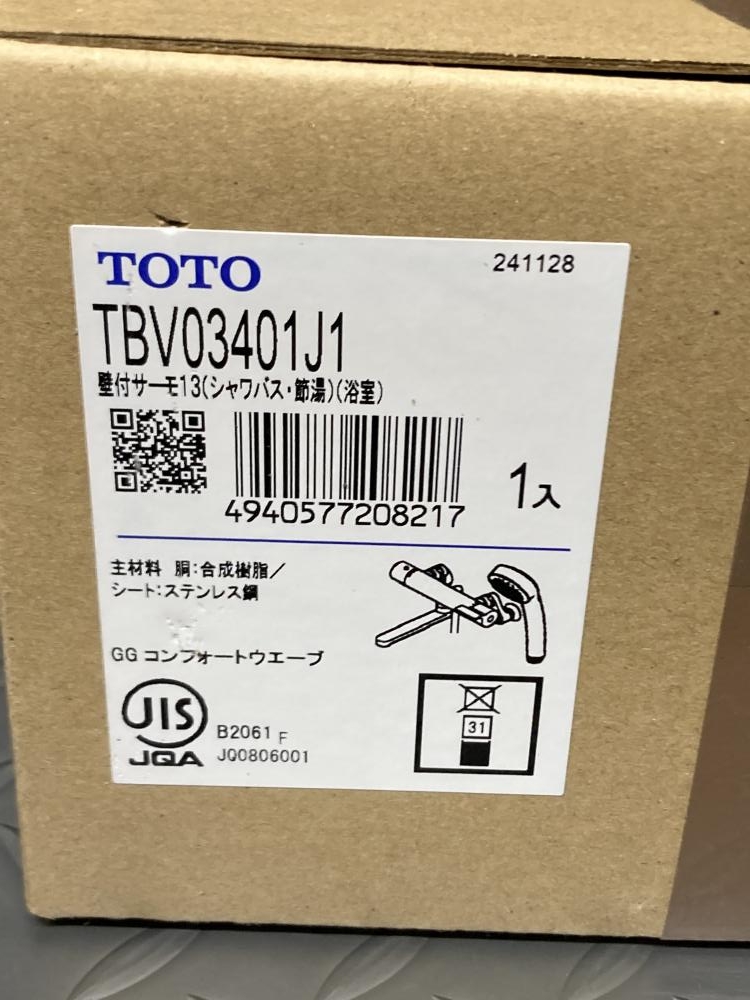 TOTO
241128
TBV03401J1
壁付サーモ13(シャワバス・節湯)(浴室)
4940577208217
1入
主材料 胴:合成樹脂/
シート:ステンレス鋼
GG コンフォートウエーブ
JIS
JQA
B2061 F
JQ0806001
31